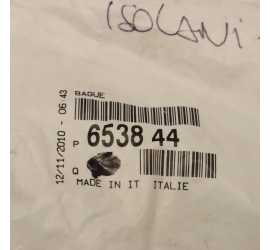 ISOLANI
BAGUE
12/11/2010 - 06 43
P 6538 44
Q
MADE IN IT ITALIE